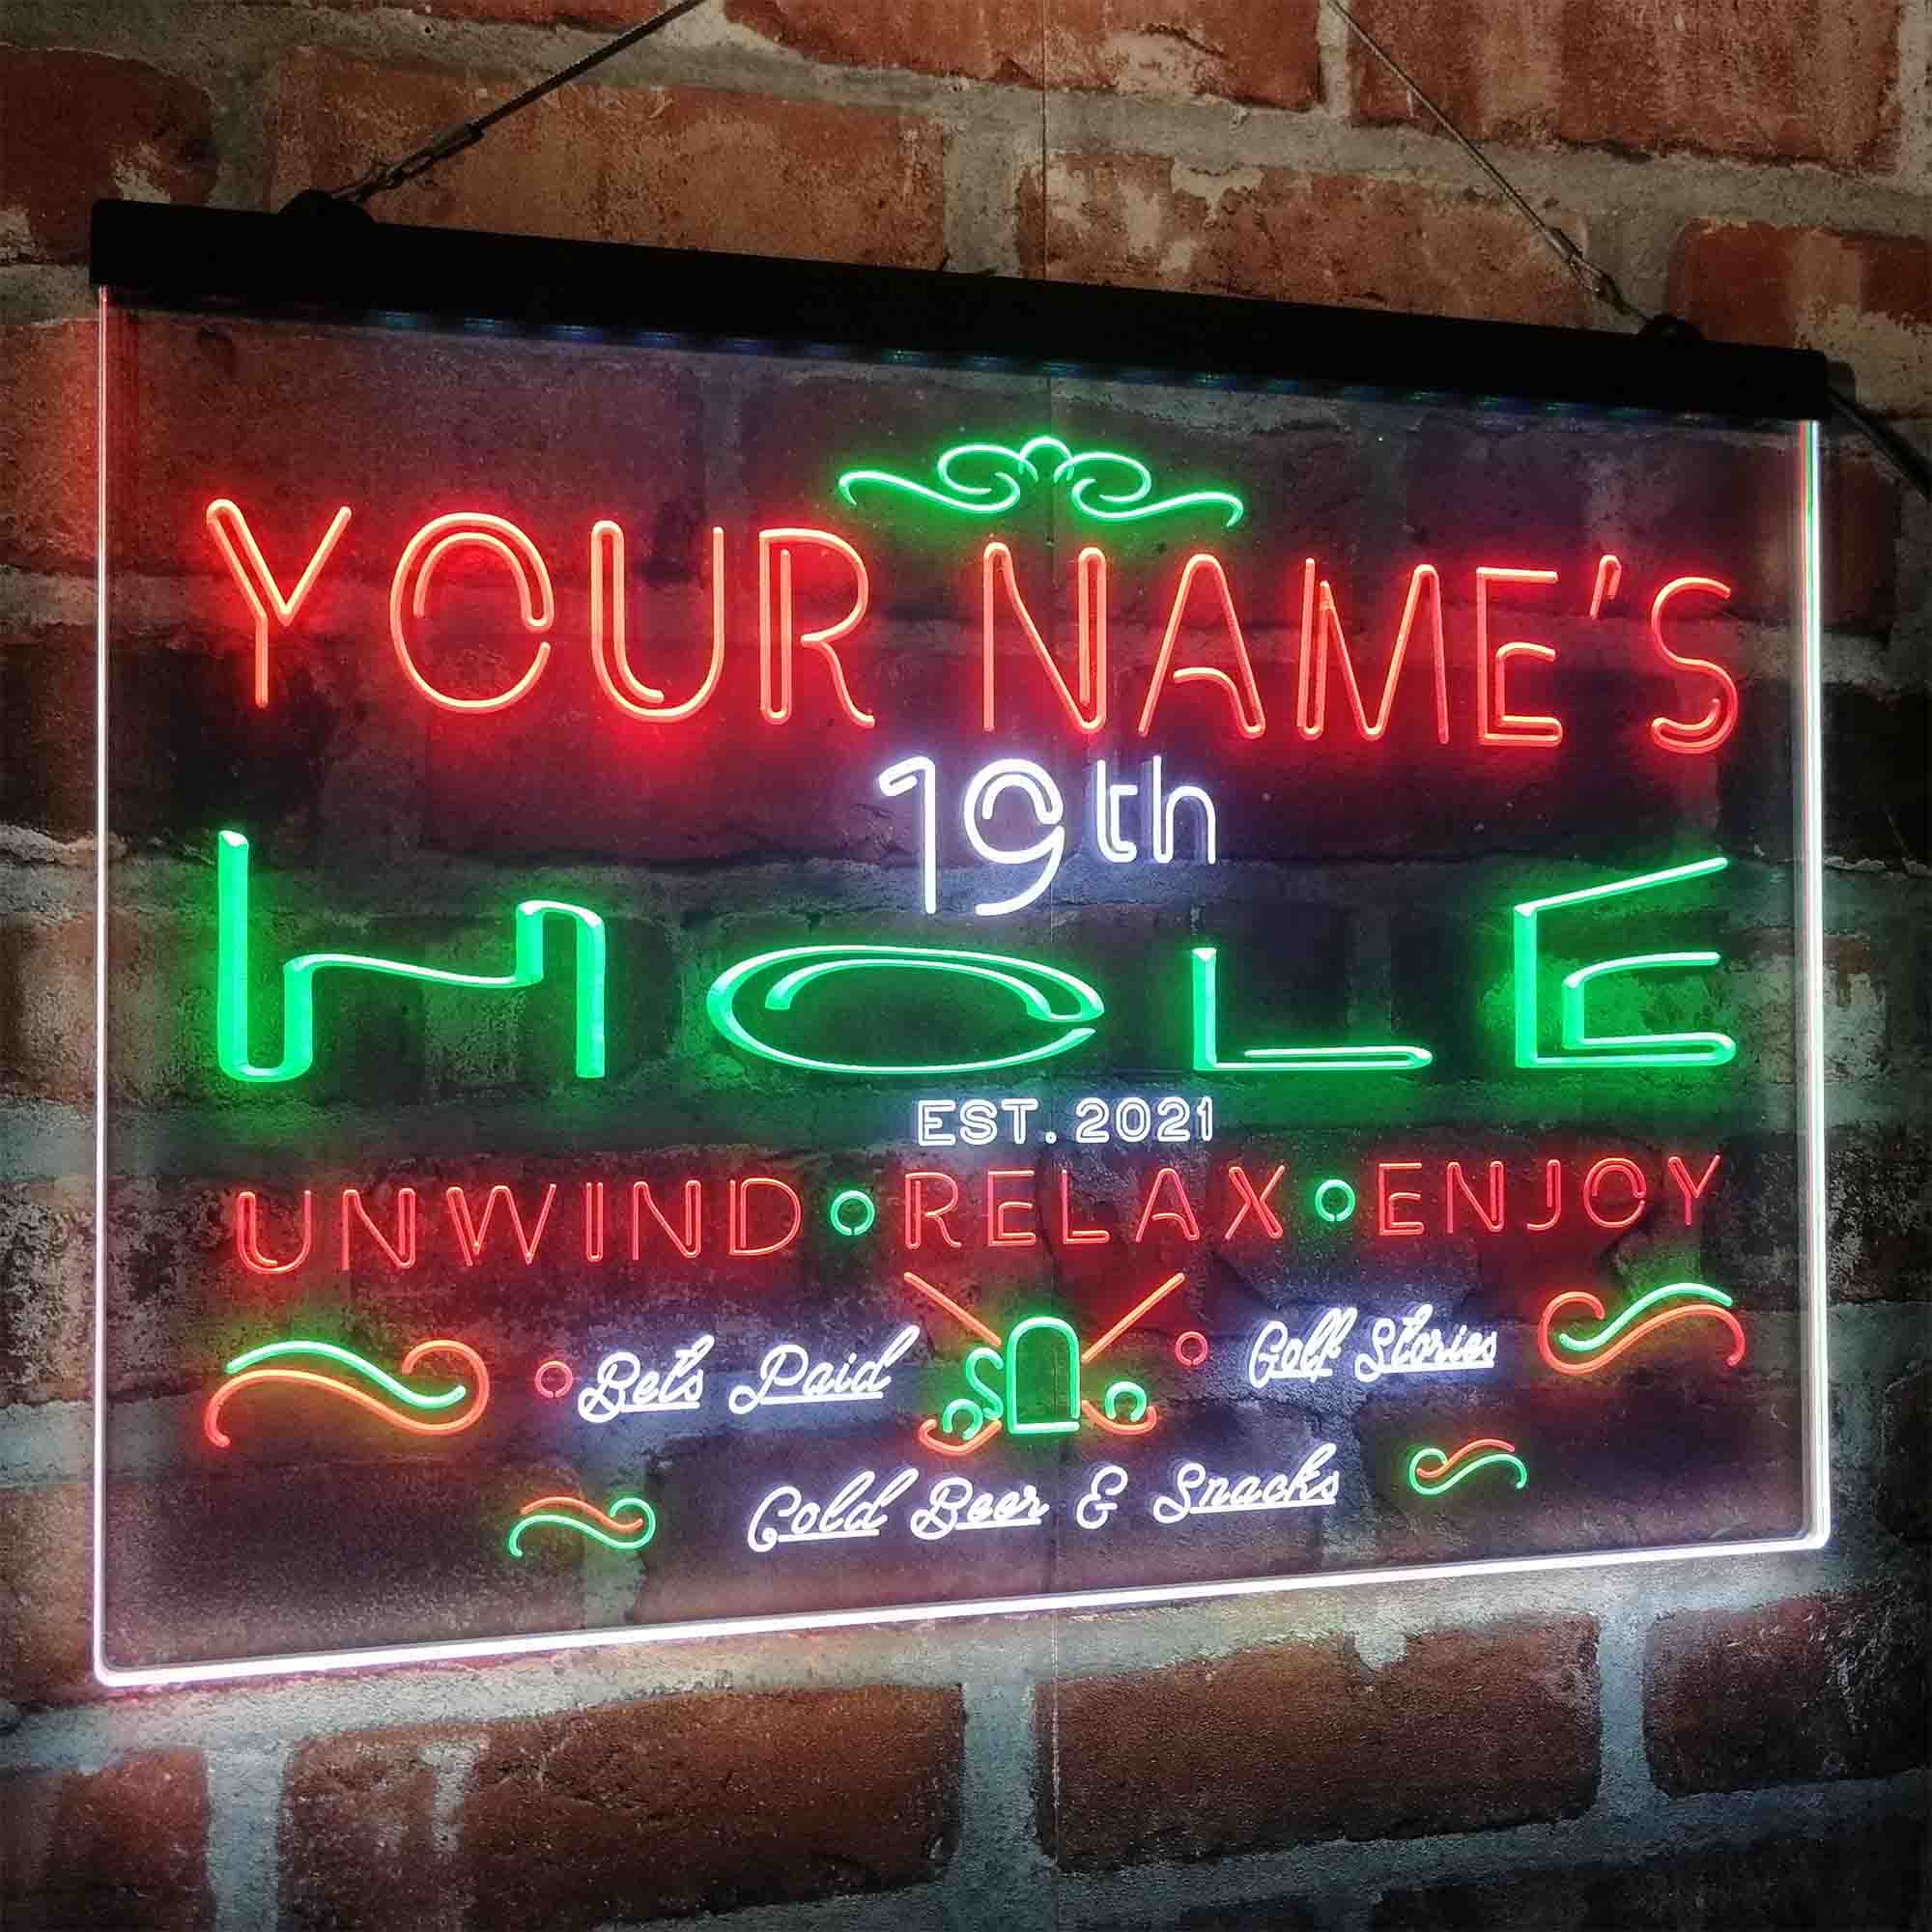 YOUR NAME'S
19th
HOLE
EST. 2021
UNWIND • RELAX • ENJOY
Bets Paid
Golf Stories
Cold Beer & Snacks